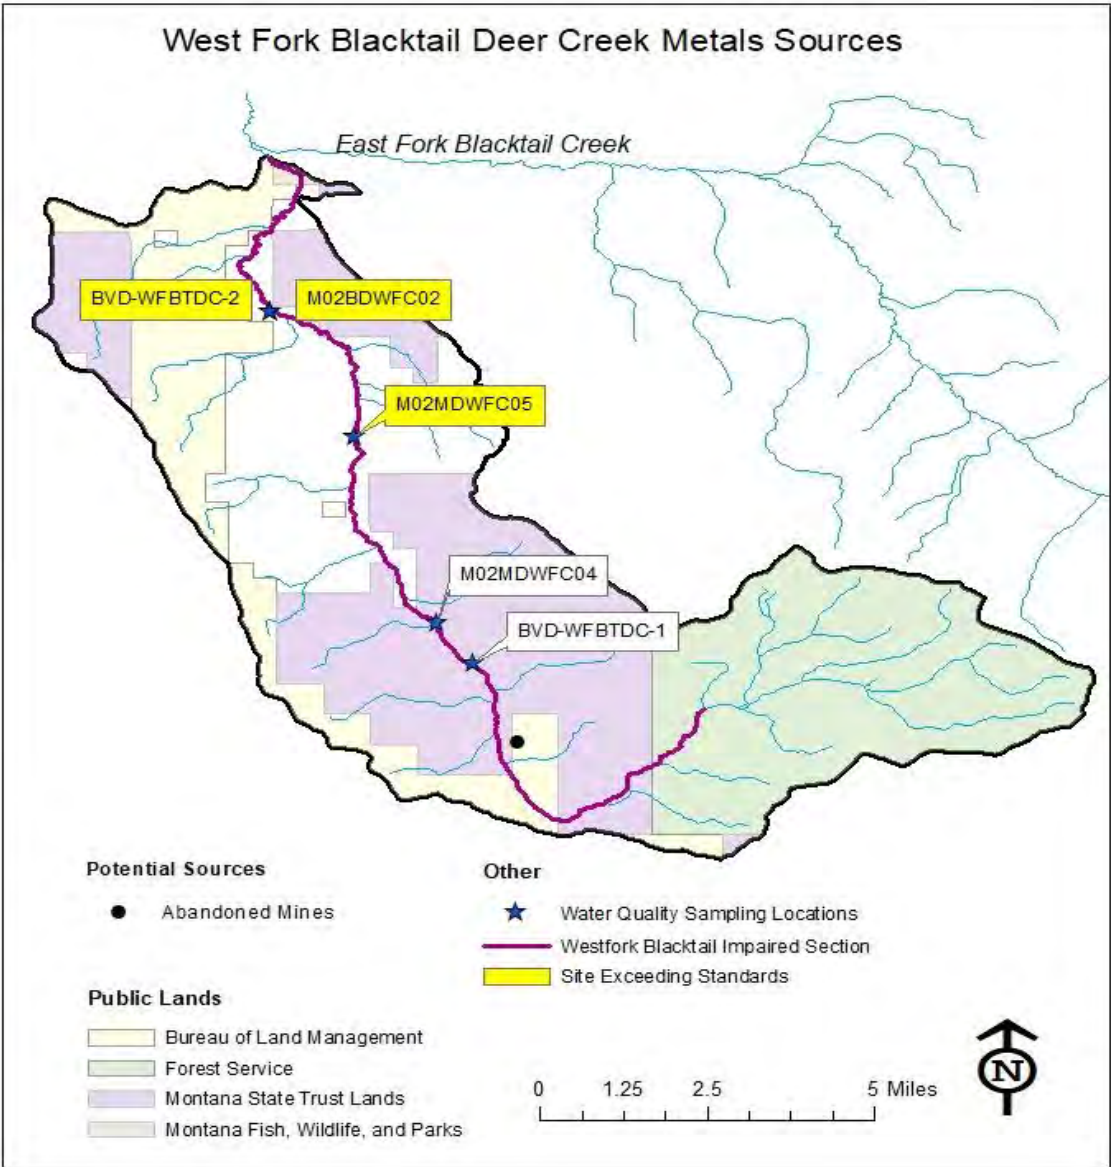 West Fork Blacktail Deer Creek Metals Sources
East Fork Blacktail Creek
BVD-WFBTDC-2
M02BDWFC02
M02MDWFC05
M02MDWFC04
BVD-WFBTDC-1
Potential Sources
Abandoned Mines
Other
Water Quality Sampling Locations
Westfork Blacktail Impaired Section
Site Exceeding Standards
Public Lands
Bureau of Land Management
Forest Service
Montana State Trust Lands
Montana Fish, Wildlife, and Parks
0 1.25 2.5 5 Miles
N